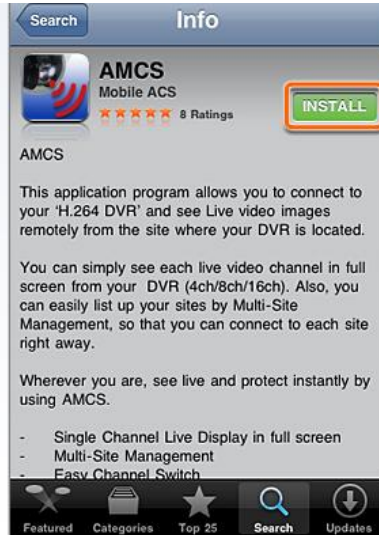 Search
Info
AMCS
Mobile ACS
8 Ratings
INSTALL
AMCS
This application program allows you to connect to
your 'H.264 DVR' and see Live video images
remotely from the site where your DVR is located.
You can simply see each live video channel in full
screen from your DVR (4ch/8ch/16ch). Also, you
can easily list up your sites by Multi-Site
Management, so that you can connect to each site
right away.
Wherever you are, see live and protect instantly by
using AMCS.
- Single Channel Live Display in full screen
- Multi-Site Management
- Easy Channel Switch
Featured Categories Top 25 Search Updates